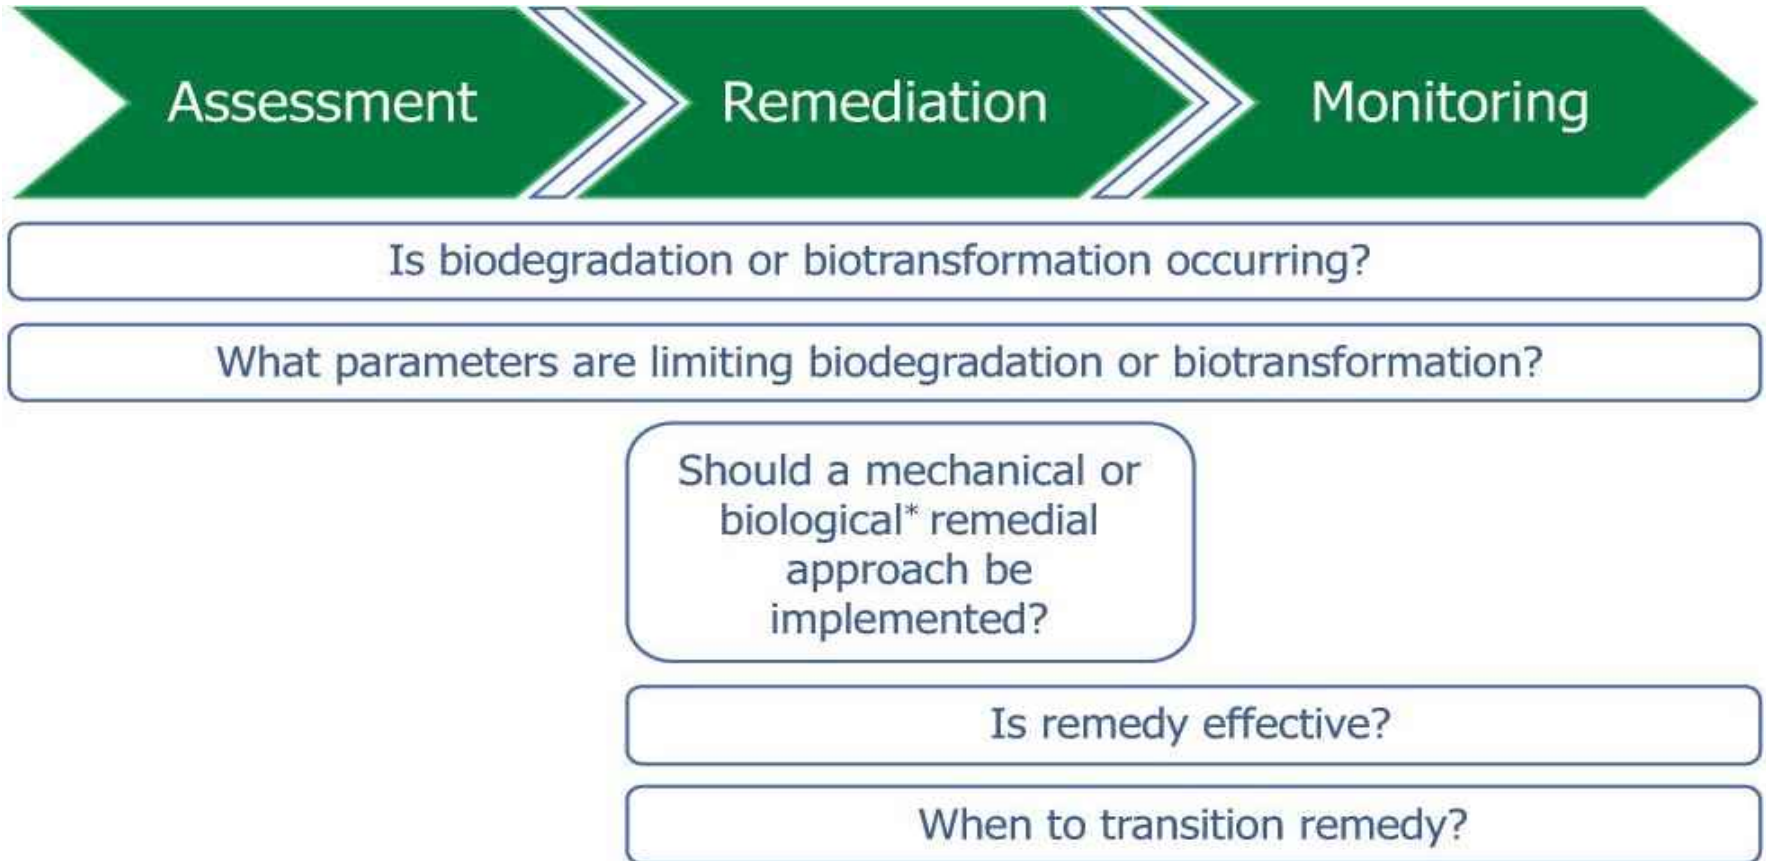 Assessment
Remediation
Monitoring
Is biodegradation or biotransformation occurring?
What parameters are limiting biodegradation or biotransformation?
Should a mechanical or
biological* remedial
approach be
implemented?
Is remedy effective?
When to transition remedy?